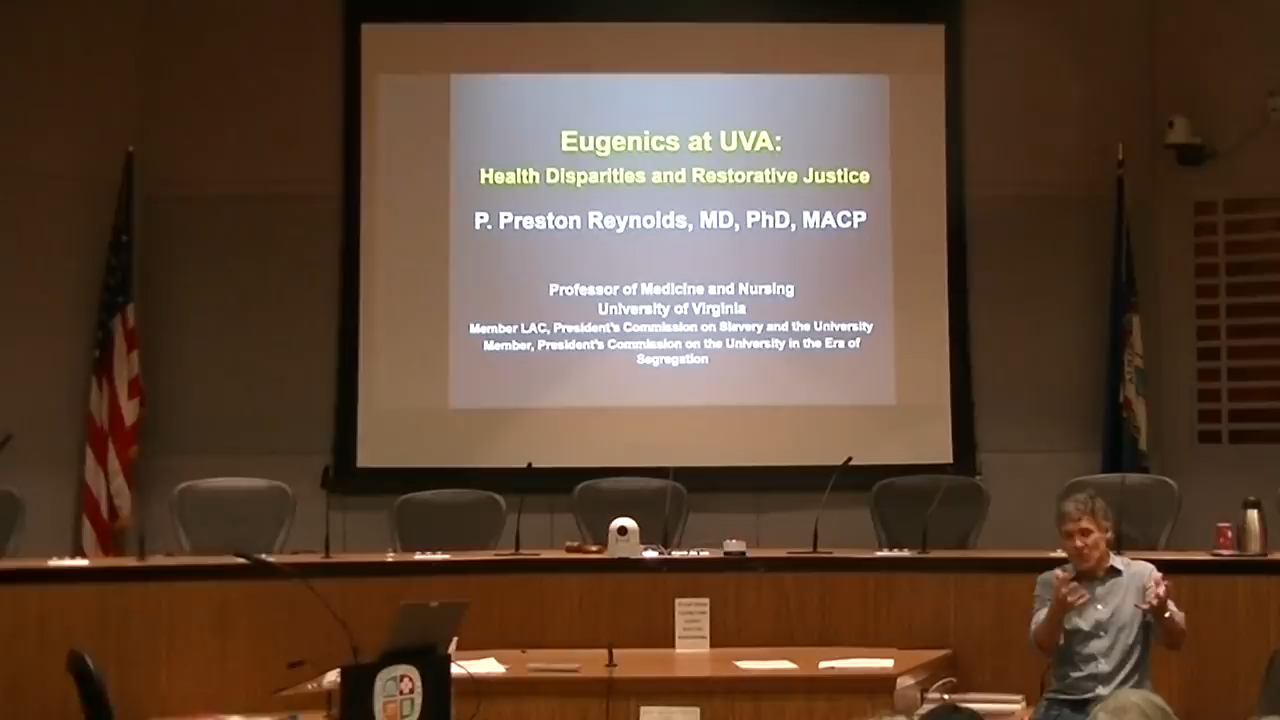 Eugenics at UVA:
Health Disparities and Restorative Justice
P. Preston Reynolds, MD, PhD, MACP
Professor of Medicine and Nursing
University of Virginia
Member LAC, President's Commission on Slavery and the University
Member, President's Commission on the University in the Era of
Segregation